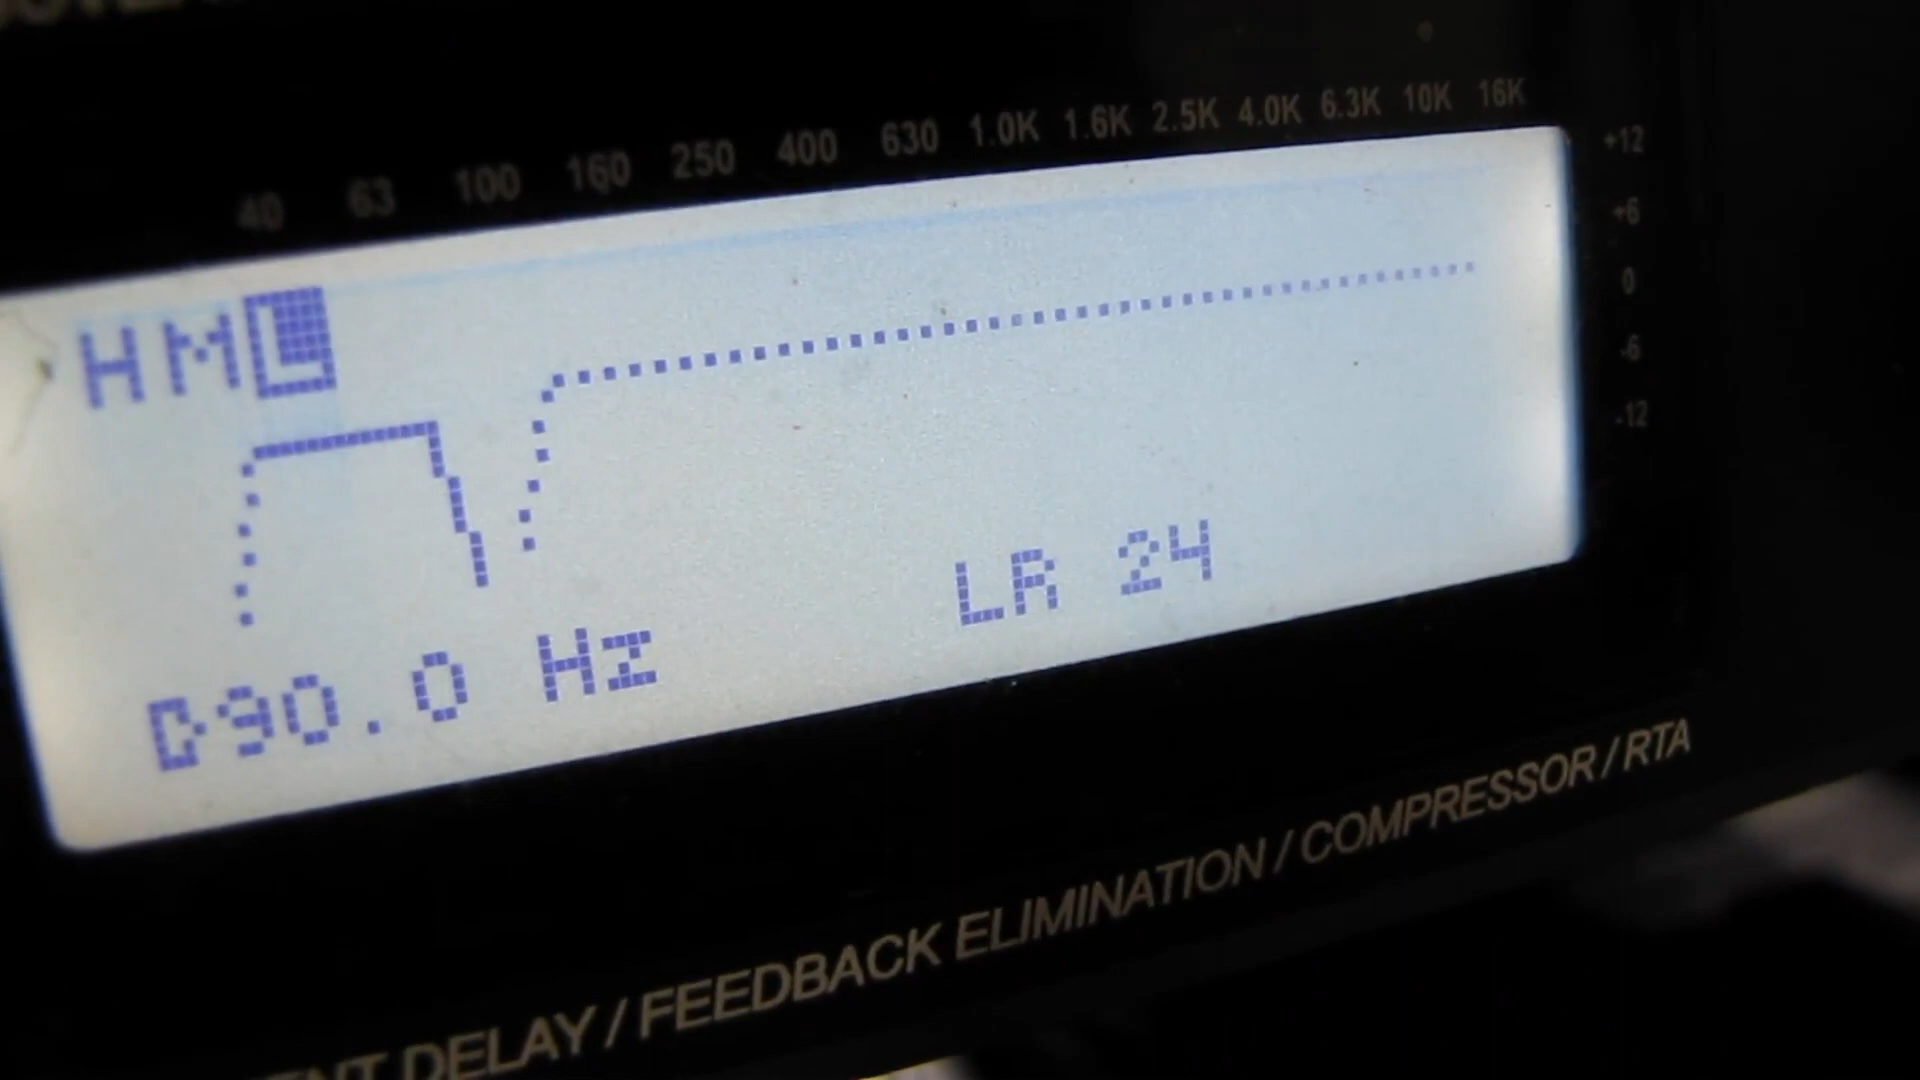 40 63 100 160 250 400 630 1.0K 1.6K 2.5K 4.0K 6.3K 10K 16K
+12
+6
0
-6
-12
HML
90.0 Hz LR 24
DELAY / FEEDBACK ELIMINATION / COMPRESSOR / RTA